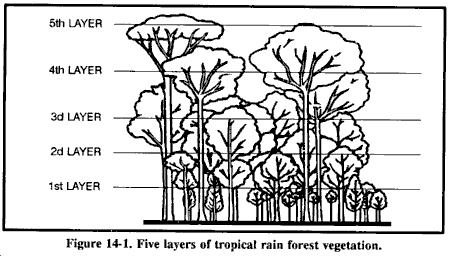 5th LAYER
4th LAYER
3d LAYER
2d LAYER
1st LAYER
Figure 14-1. Five layers of tropical rain forest vegetation.